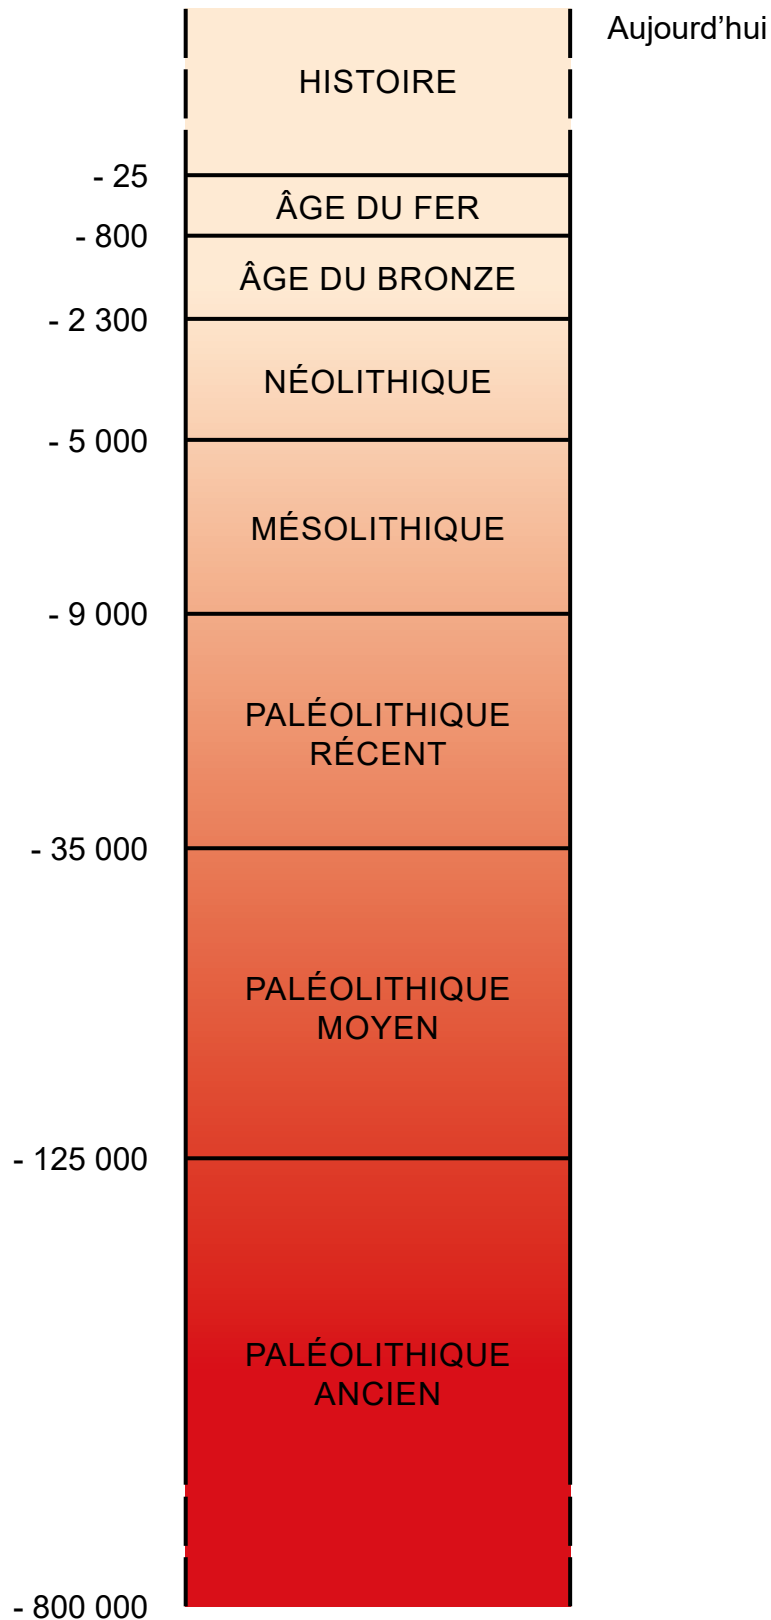 Aujourd’hui
HISTOIRE
- 25
ÂGE DU FER
- 800
ÂGE DU BRONZE
- 2 300
NÉOLITHIQUE
- 5 000
MÉSOLITHIQUE
- 9 000
PALÉOLITHIQUE
RÉCENT
- 35 000
PALÉOLITHIQUE
MOYEN
- 125 000
PALÉOLITHIQUE
ANCIEN
- 800 000